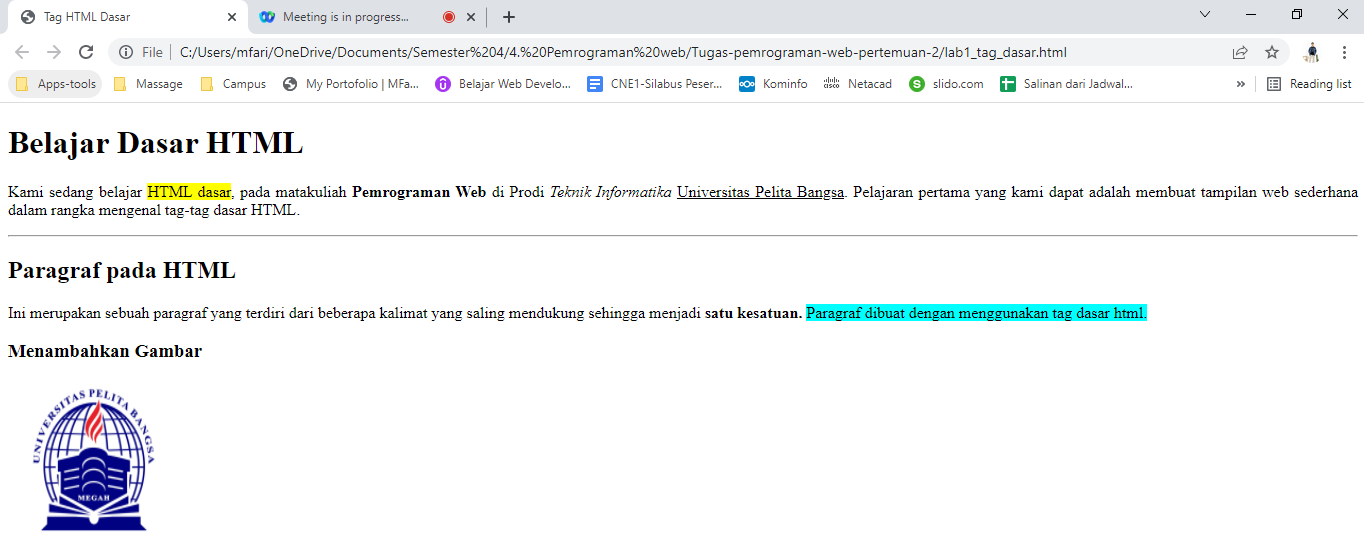 Tag HTML Dasar
Meeting is in progress...
File
C:/Users/mfari/OneDrive/Documents/Semester%204/4.%20Pemrograman%20web/Tugas-pemrograman-web-pertemuan-2/lab1_tag_dasar.html
Apps-tools
Massage
Campus
My Portofolio | MFa...
Belajar Web Develo...
CNE1-Silabus Peser...
Kominfo
Netacad
slido.com
Salinan dari Jadwal...
»
Reading list
Belajar Dasar HTML
Kami sedang belajar HTML dasar, pada matakuliah Pemrograman Web di Prodi Teknik Informatika Universitas Pelita Bangsa. Pelajaran pertama yang kami dapat adalah membuat tampilan web sederhana
dalam rangka mengenal tag-tag dasar HTML.
Paragraf pada HTML
Ini merupakan sebuah paragraf yang terdiri dari beberapa kalimat yang saling mendukung sehingga menjadi satu kesatuan. Paragraf dibuat dengan menggunakan tag dasar html.
Menambahkan Gambar
UNIVERSITAS PELITA BANGSA
MEGAH